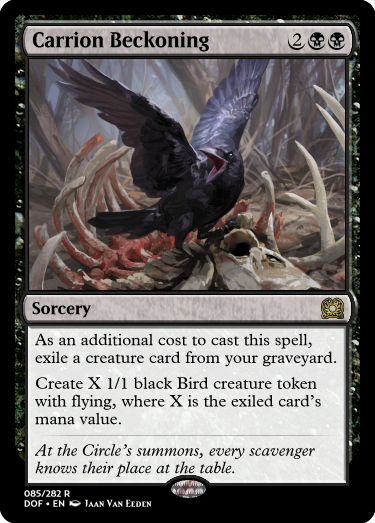 Carrion Beckoning 2
Sorcery
As an additional cost to cast this spell,
exile a creature card from your graveyard.
Create X 1/1 black Bird creature token
with flying, where X is the exiled card's
mana value.
At the Circle's summons, every scavenger
knows their place at the table.
085/282 R
DOF • EN Jaan Van Eeden